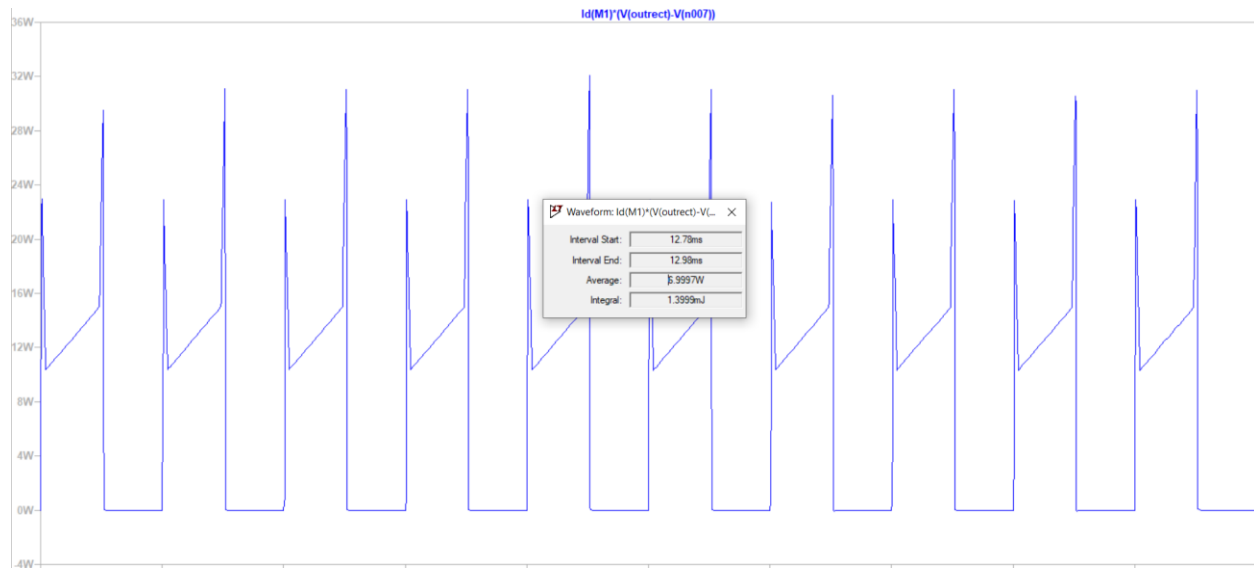 Id(M1)*(V(outrect)-V(n007))
36W
32W
28W
24W
20W
16W
12W
8W
4W
0W
-4W
Waveform: Id(M1)*(V(outrect)-V(...
Interval Start: 12.78ms
Interval End: 12.98ms
Average: 6.9997W
Integral: 1.3999mJ